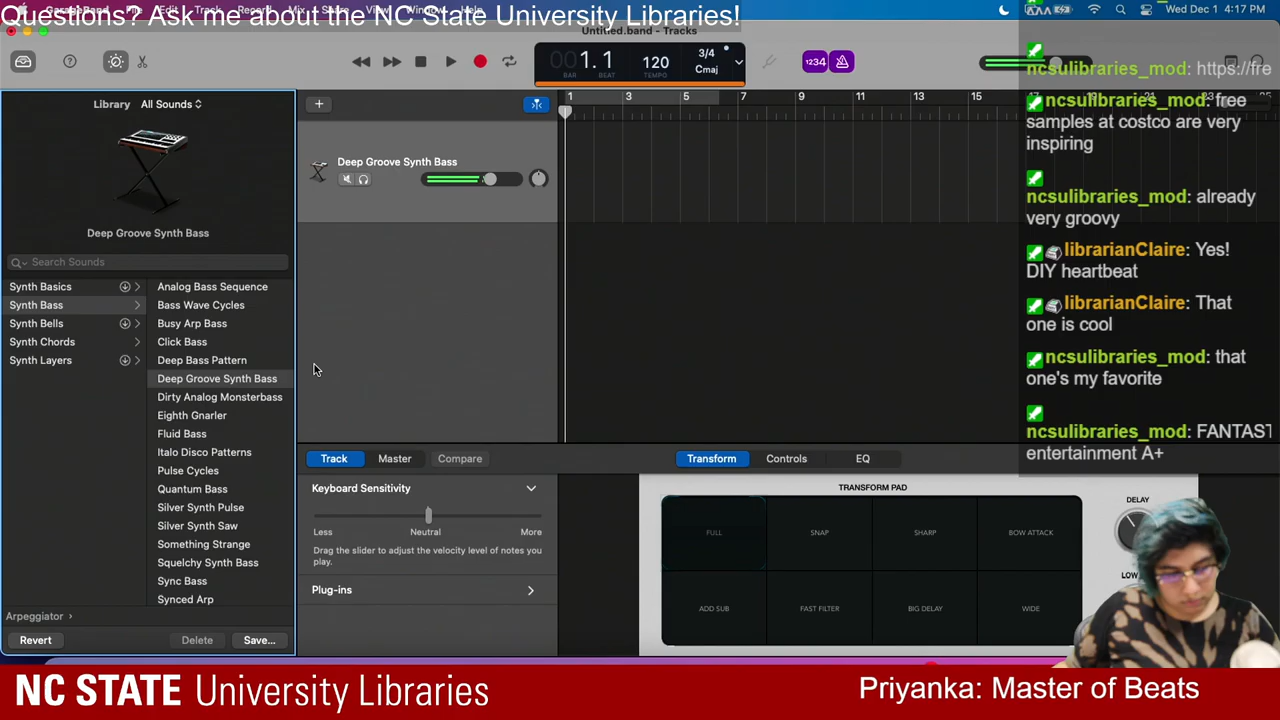 Questions? Ask me about the NC State University Libraries!
Wed Dec 1 4:17 PM
Untitled.band - Tracks
001.1
BAR
BEAT
120
TEMPO
3/4
Cmaj
1234
Library All Sounds
Deep Groove Synth Bass
Search Sounds
Synth Basics
Synth Bass
Synth Bells
Synth Chords
Synth Layers
Analog Bass Sequence
Bass Wave Cycles
Busy Arp Bass
Click Bass
Deep Bass Pattern
Deep Groove Synth Bass
Dirty Analog Monsterbass
Eighth Gnarler
Fluid Bass
Italo Disco Patterns
Pulse Cycles
Quantum Bass
Silver Synth Pulse
Silver Synth Saw
Something Strange
Squelchy Synth Bass
Sync Bass
Synced Arp
Arpeggiator
Revert
Delete
Save...
1 3 5 7 9 11 13 15
Deep Groove Synth Bass
Track
Master
Compare
Transform
Controls
EQ
Keyboard Sensitivity
Less
Neutral
More
Drag the slider to adjust the velocity level of notes you
play.
Plug-ins
TRANSFORM PAD
FULL
SNAP
SHARP
BOW ATTACK
ADD SUB
FAST FILTER
BIG DELAY
WIDE
DELAY
LOW
ncsulibraries_mod: https://fre
ncsulibraries_mod: free
samples at costco are very
inspiring
ncsulibraries_mod: already
very groovy
librarianClaire: Yes!
DIY heartbeat
librarianClaire: That
one is cool
ncsulibraries_mod: that
one's my favorite
ncsulibraries_mod: FANTAST
entertainment A+
NC STATE University Libraries
Priyanka: Master of Beats